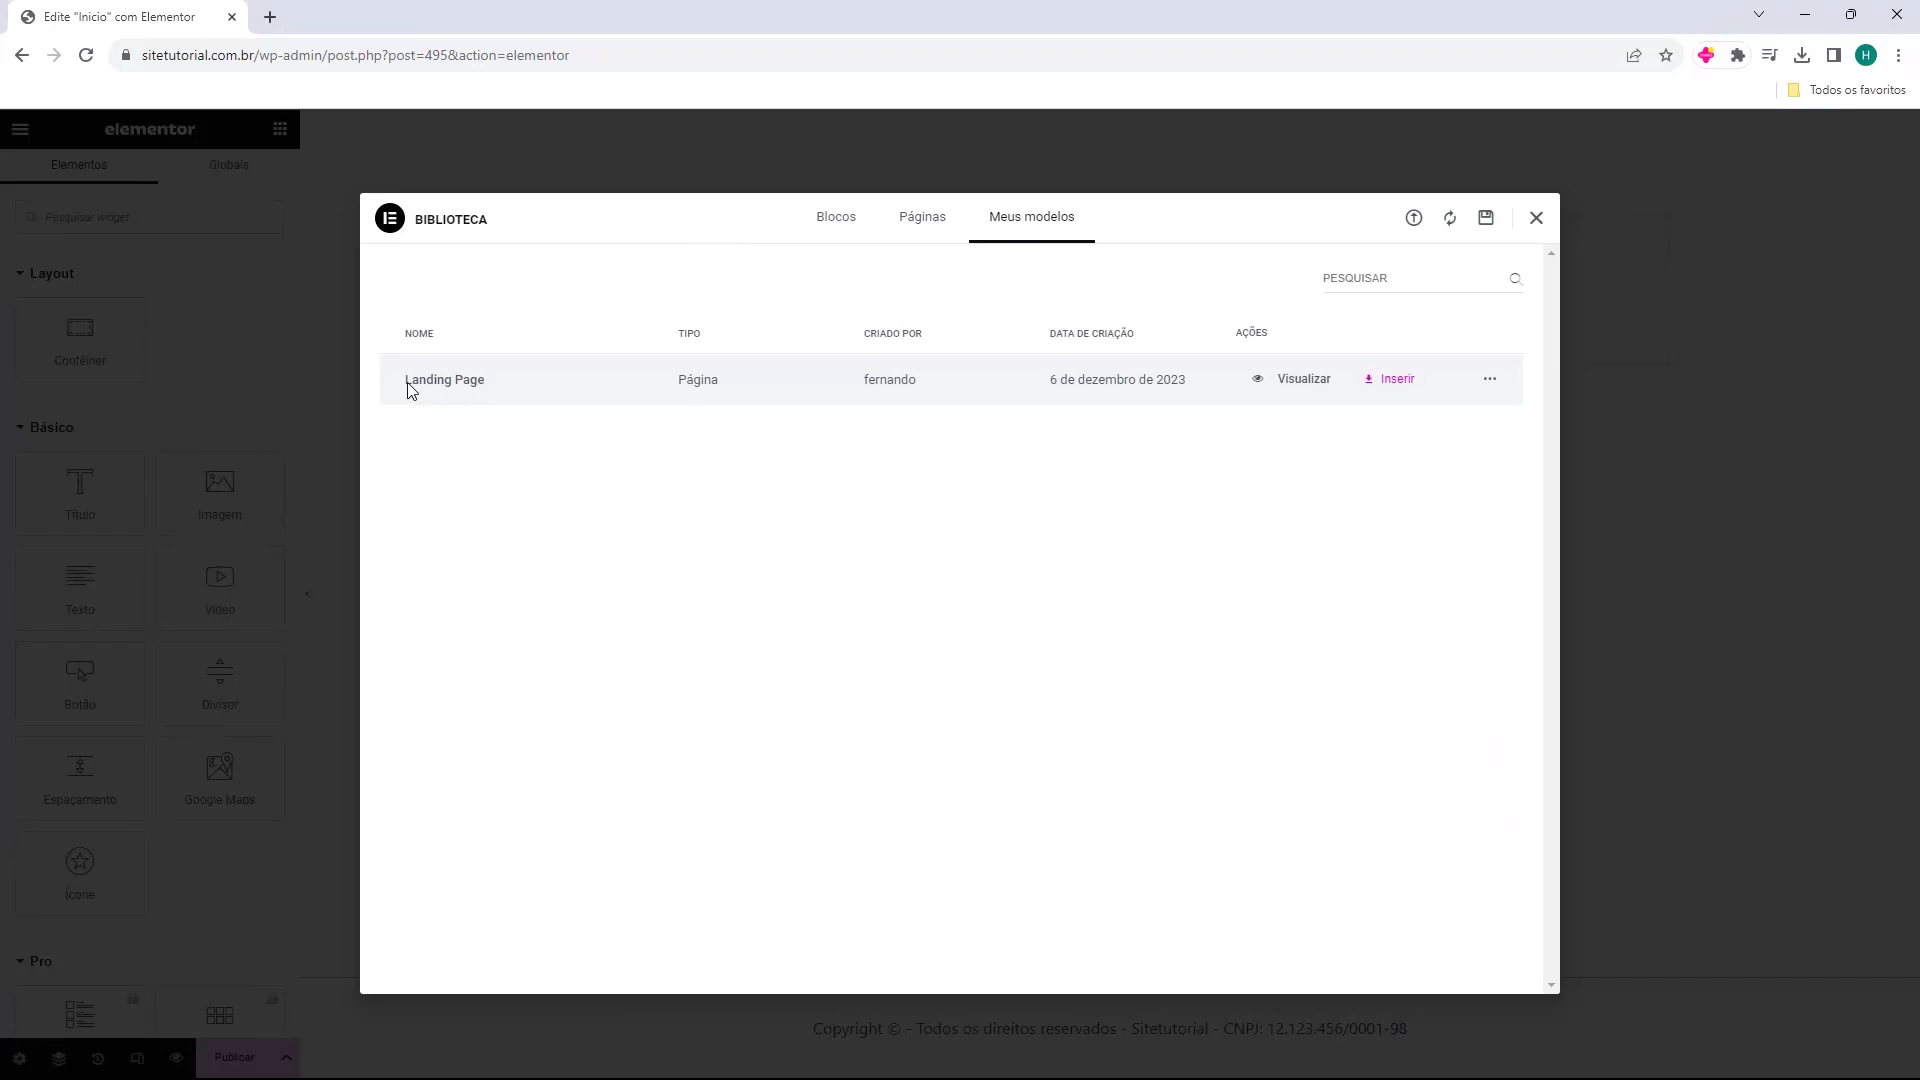 Edite "Inicio" com Elementor
sitetutorial.com.br/wp-admin/post.php?post=495&action=elementor
H
Todos os favoritos
elementor
Elementos
Globais
Pesquisar widget...
Layout
Contêiner
Básico
Título
Imagem
Texto
Vídeo
Botão
Divisor
Espaçamento
Google Maps
Ícone
Pro
Publicar
BIBLIOTECA
Blocos
Páginas
Meus modelos
PESQUISAR
NOME
TIPO
CRIADO POR
DATA DE CRIAÇÃO
AÇÕES
Landing Page
Página
fernando
6 de dezembro de 2023
Visualizar
Inserir
Copyright © - Todos os direitos reservados - Sitetutorial - CNPJ: 12.123.456/0001-98